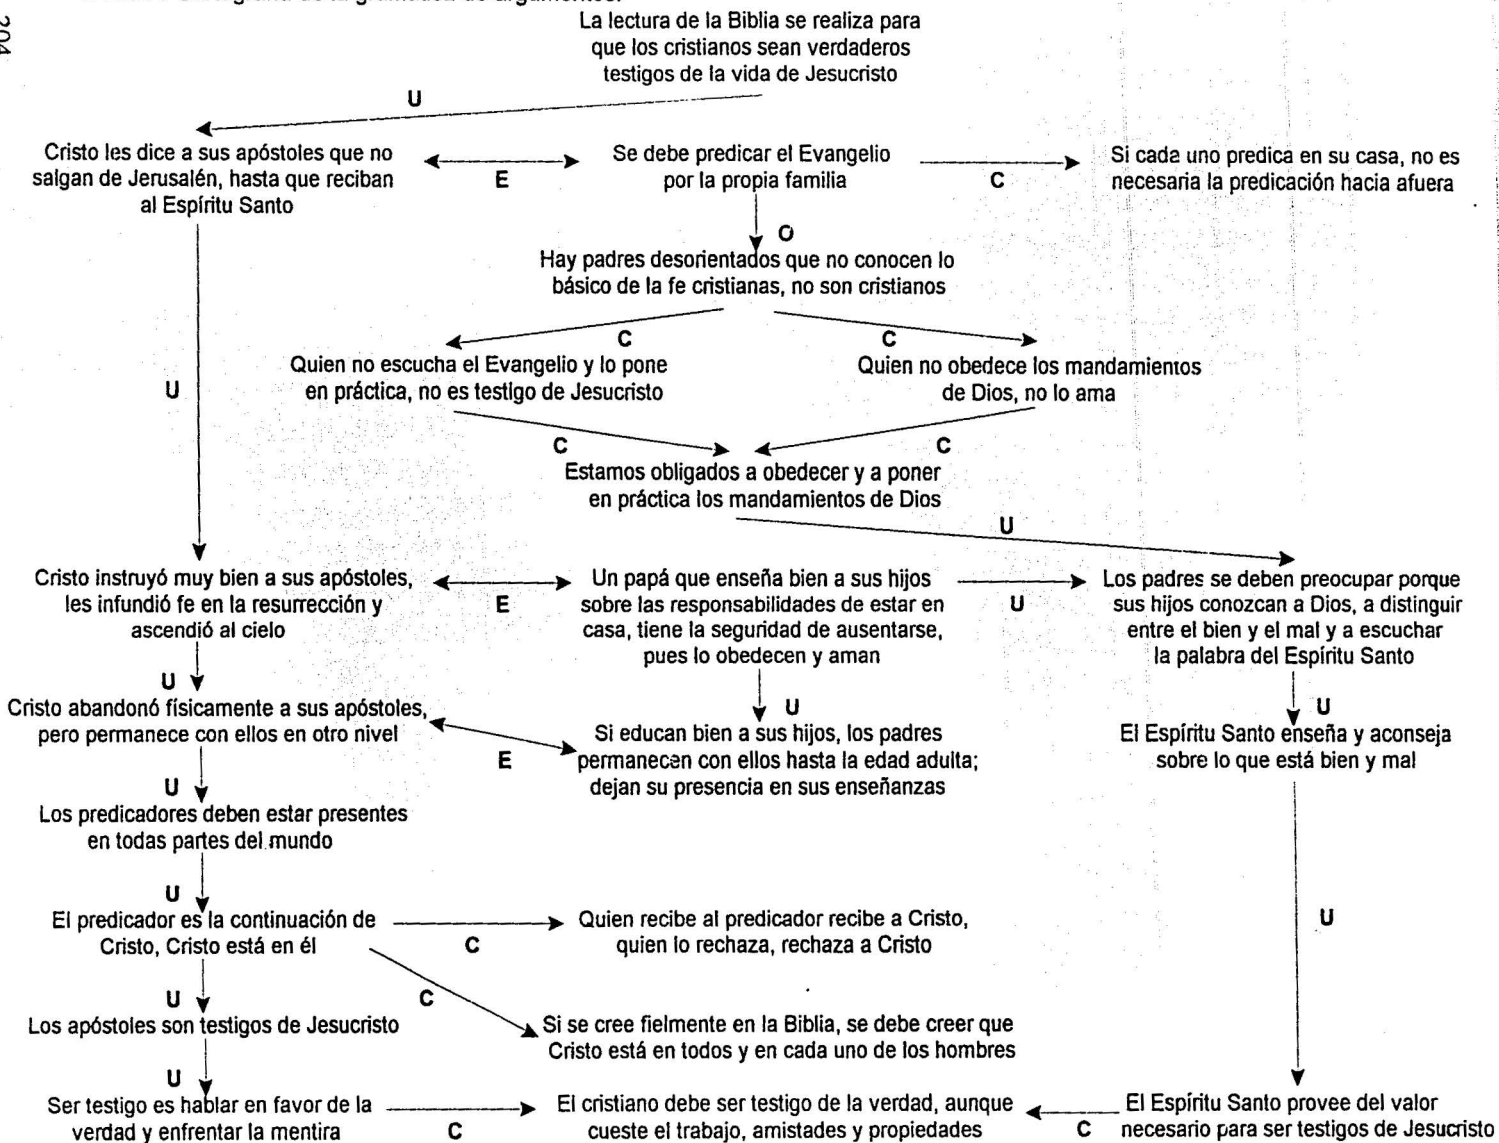 204
La lectura de la Biblia se realiza para
que los cristianos sean verdaderos
testigos de la vida de Jesucristo
U
Cristo les dice a sus apóstoles que no
salgan de Jerusalén, hasta que reciban
al Espíritu Santo
E
Se debe predicar el Evangelio
por la propia familia
C
Si cada uno predica en su casa, no es
necesaria la predicación hacia afuera
O
Hay padres desorientados que no conocen lo
básico de la fe cristianas, no son cristianos
C
C
Quien no escucha el Evangelio y lo pone
en práctica, no es testigo de Jesucristo
Quien no obedece los mandamientos
de Dios, no lo ama
U
C
C
Estamos obligados a obedecer y a poner
en práctica los mandamientos de Dios
U
Cristo instruyó muy bien a sus apóstoles,
les infundió fe en la resurrección y
ascendió al cielo
E
Un papá que enseña bien a sus hijos
sobre las responsabilidades de estar en
casa, tiene la seguridad de ausentarse,
pues lo obedecen y aman
U
Los padres se deben preocupar porque
sus hijos conozcan a Dios, a distinguir
entre el bien y el mal y a escuchar
la palabra del Espíritu Santo
U
U
U
Cristo abandonó físicamente a sus apóstoles,
pero permanece con ellos en otro nivel
E
Si educan bien a sus hijos, los padres
permanecen con ellos hasta la edad adulta;
dejan su presencia en sus enseñanzas
El Espíritu Santo enseña y aconseja
sobre lo que está bien y mal
U
Los predicadores deben estar presentes
en todas partes del mundo
U
El predicador es la continuación de
Cristo, Cristo está en él
C
Quien recibe al predicador recibe a Cristo,
quien lo rechaza, rechaza a Cristo
U
U
C
Los apóstoles son testigos de Jesucristo
Si se cree fielmente en la Biblia, se debe creer que
Cristo está en todos y en cada uno de los hombres
U
Ser testigo es hablar en favor de la
verdad y enfrentar la mentira
C
El cristiano debe ser testigo de la verdad, aunque
cueste el trabajo, amistades y propiedades
C
El Espíritu Santo provee del valor
necesario para ser testigos de Jesucristo